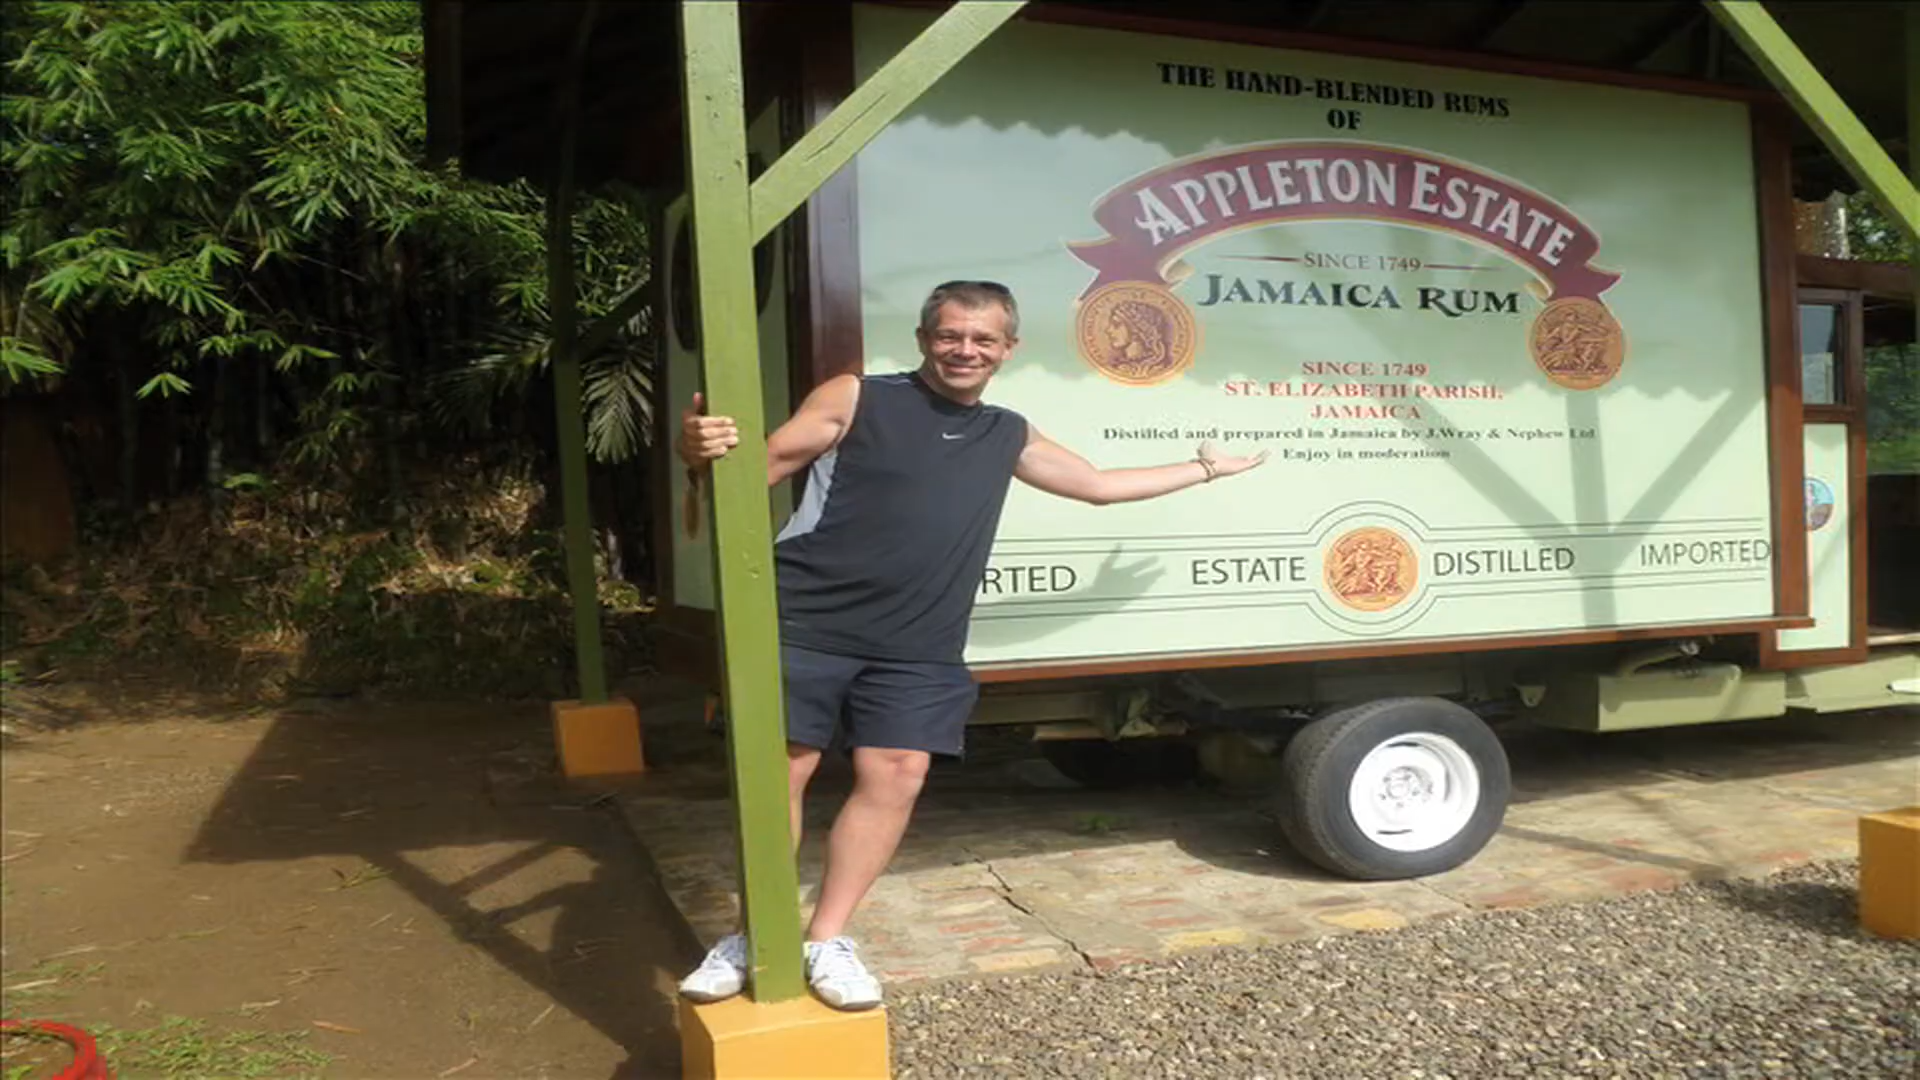 THE HAND-BLENDED RUMS
OF
APPLETON ESTATE
SINCE 1749
JAMAICA RUM
SINCE 1749
ST. ELIZABETH PARISH,
JAMAICA
Distilled and prepared in Jamaica by J.Wray & Nephew Ltd
Enjoy in moderation
RTED ESTATE DISTILLED IMPORTED